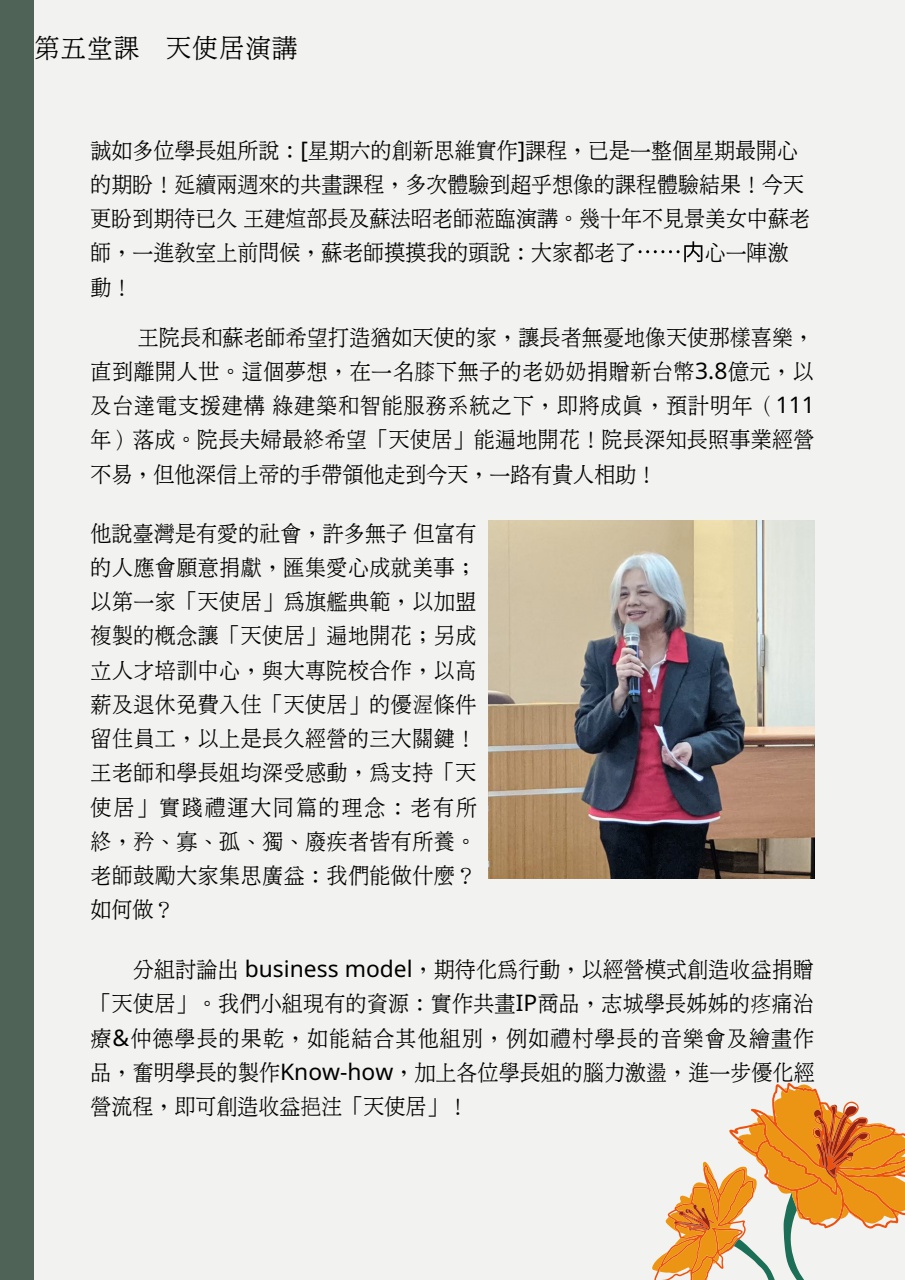 第五堂課　天使居演講
誠如多位學長姐所說：[星期六的創新思維實作]課程，已是一整個星期最開心
的期盼！延續兩週來的共畫課程，多次體驗到超乎想像的課程體驗結果！今天
更盼到期待已久 王建煊部長及蘇法昭老師蒞臨演講。幾十年不見景美女中蘇老
師，一進教室上前問候，蘇老師摸摸我的頭說：大家都老了……內心一陣激
動！
王院長和蘇老師希望打造猶如天使的家，讓長者無憂地像天使那樣喜樂，
直到離開人世。這個夢想，在一名膝下無子的老奶奶捐贈新台幣3.8億元，以
及台達電支援建構 綠建築和智能服務系統之下，即將成真，預計明年（111
年）落成。院長夫婦最終希望「天使居」能遍地開花！院長深知長照事業經營
不易，但他深信上帝的手帶領他走到今天，一路有貴人相助！
他說臺灣是有愛的社會，許多無子 但富有
的人應會願意捐獻，匯集愛心成就美事；
以第一家「天使居」為旗艦典範，以加盟
複製的概念讓「天使居」遍地開花；另成
立人才培訓中心，與大專院校合作，以高
薪及退休免費入住「天使居」的優渥條件
留住員工，以上是長久經營的三大關鍵！
王老師和學長姐均深受感動，為支持「天
使居」實踐禮運大同篇的理念：老有所
終，矜、寡、孤、獨、廢疾者皆有所養。
老師鼓勵大家集思廣益：我們能做什麼？
如何做？
分組討論出 business model，期待化為行動，以經營模式創造收益捐贈
「天使居」。我們小組現有的資源：實作共畫IP商品，志城學長姊姊的疼痛治
療&仲德學長的果乾，如能結合其他組別，例如禮村學長的音樂會及繪畫作
品，奮明學長的製作Know-how，加上各位學長姐的腦力激盪，進一步優化經
營流程，即可創造收益挹注「天使居」！